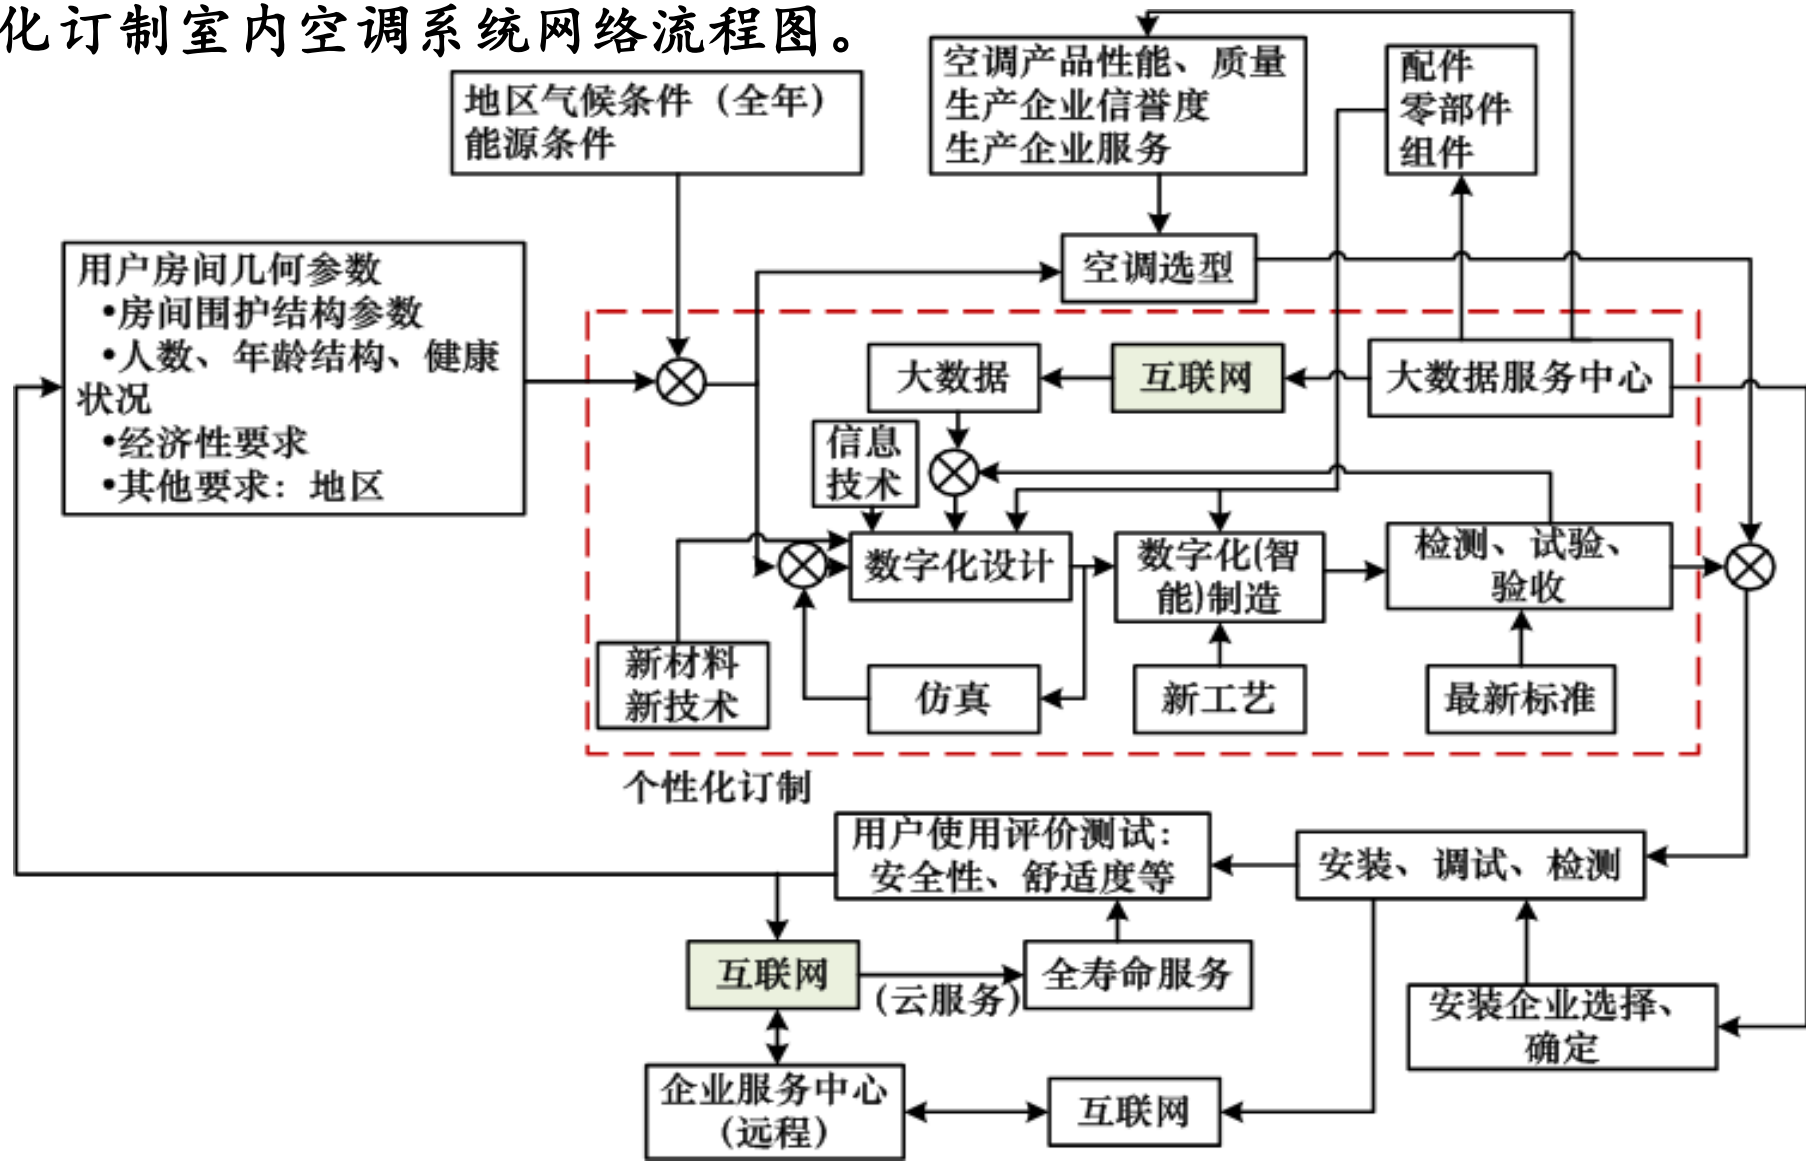 化订制室内空调系统网络流程图。
地区气候条件（全年）
能源条件
空调产品性能、质量
生产企业信誉度
生产企业服务
配件
零部件
组件
用户房间几何参数
•房间围护结构参数
•人数、年龄结构、健康
状况
•经济性要求
•其他要求：地区
空调选型
大数据
互联网
大数据服务中心
信息
技术
数字化设计
数字化(智
能)制造
检测、试验、
验收
新材料
新技术
仿真
新工艺
最新标准
个性化订制
用户使用评价测试：
安全性、舒适度等
安装、调试、检测
互联网
(云服务)
全寿命服务
安装企业选择、
确定
企业服务中心
（远程）
互联网